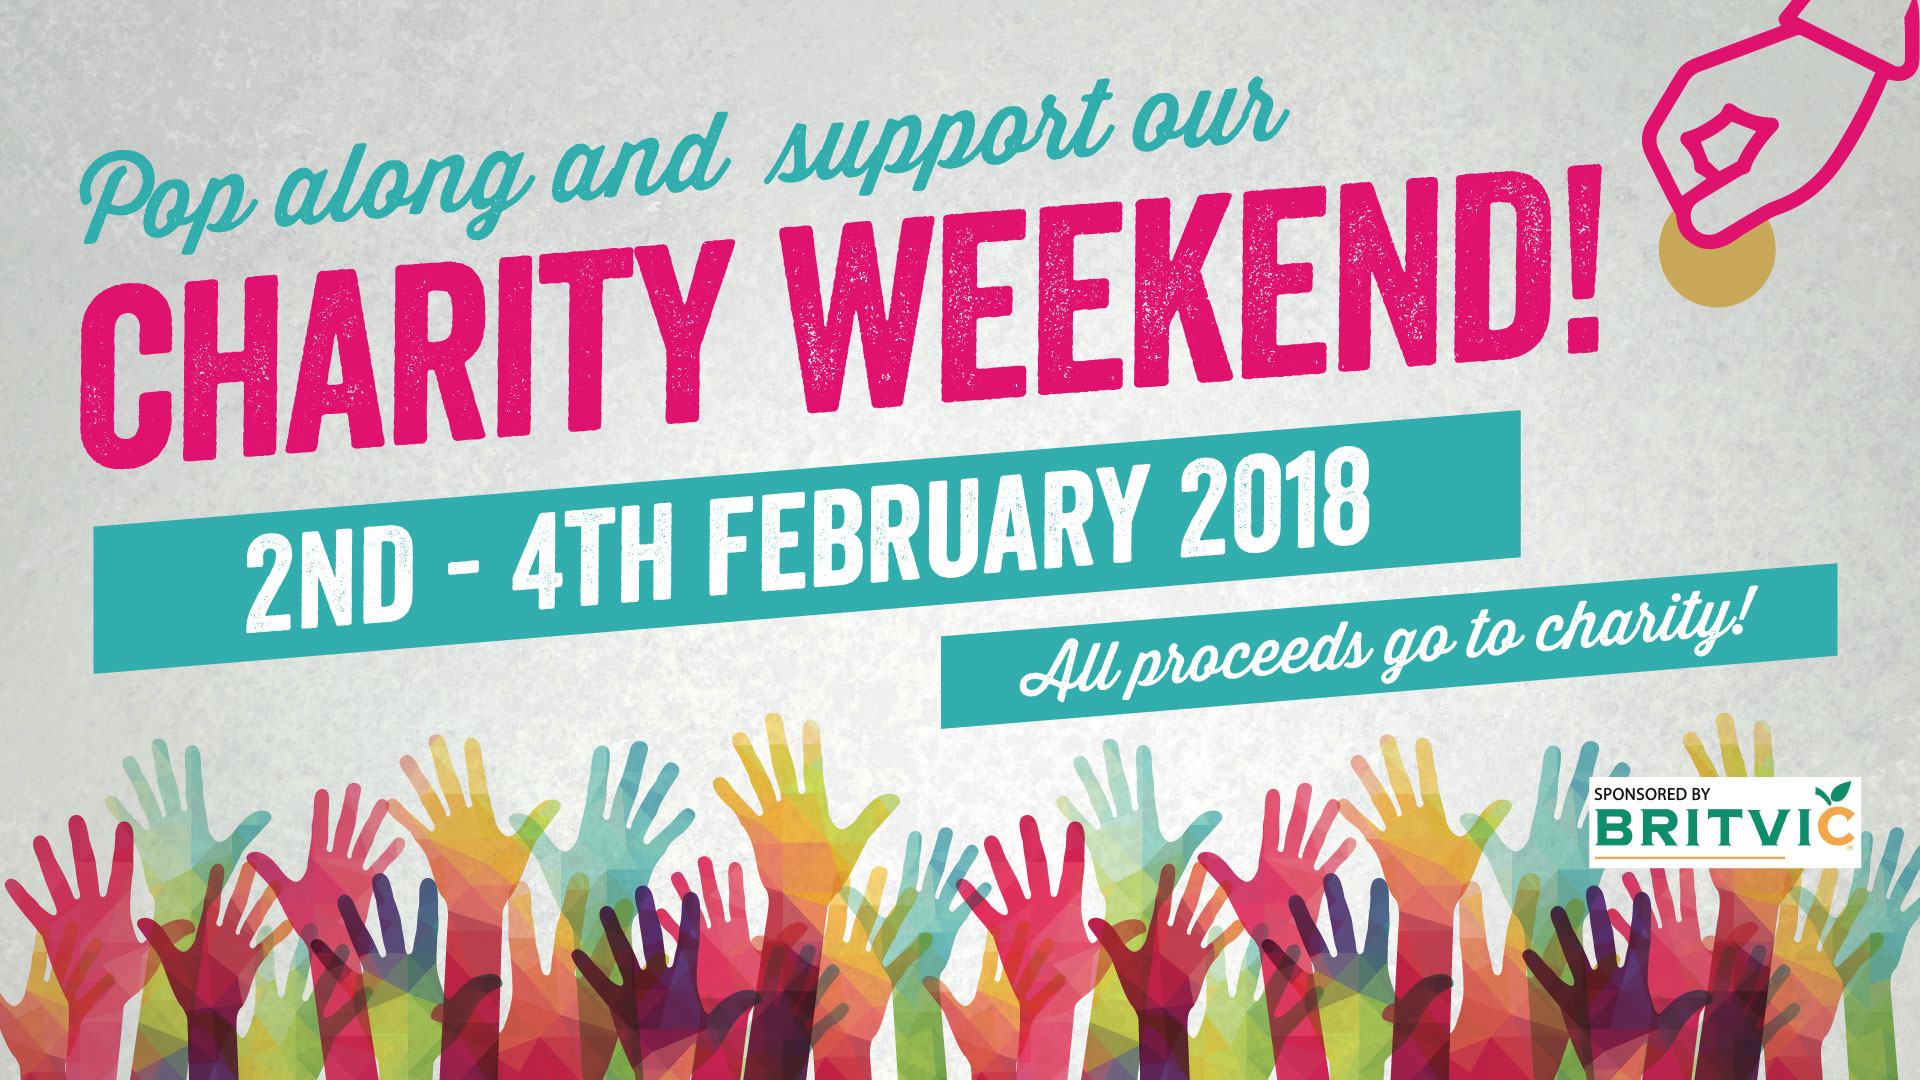 Pop along and support our
CHARITY WEEKEND!
2ND - 4TH FEBRUARY 2018
All proceeds go to charity!
SPONSORED BY
BRITVIC